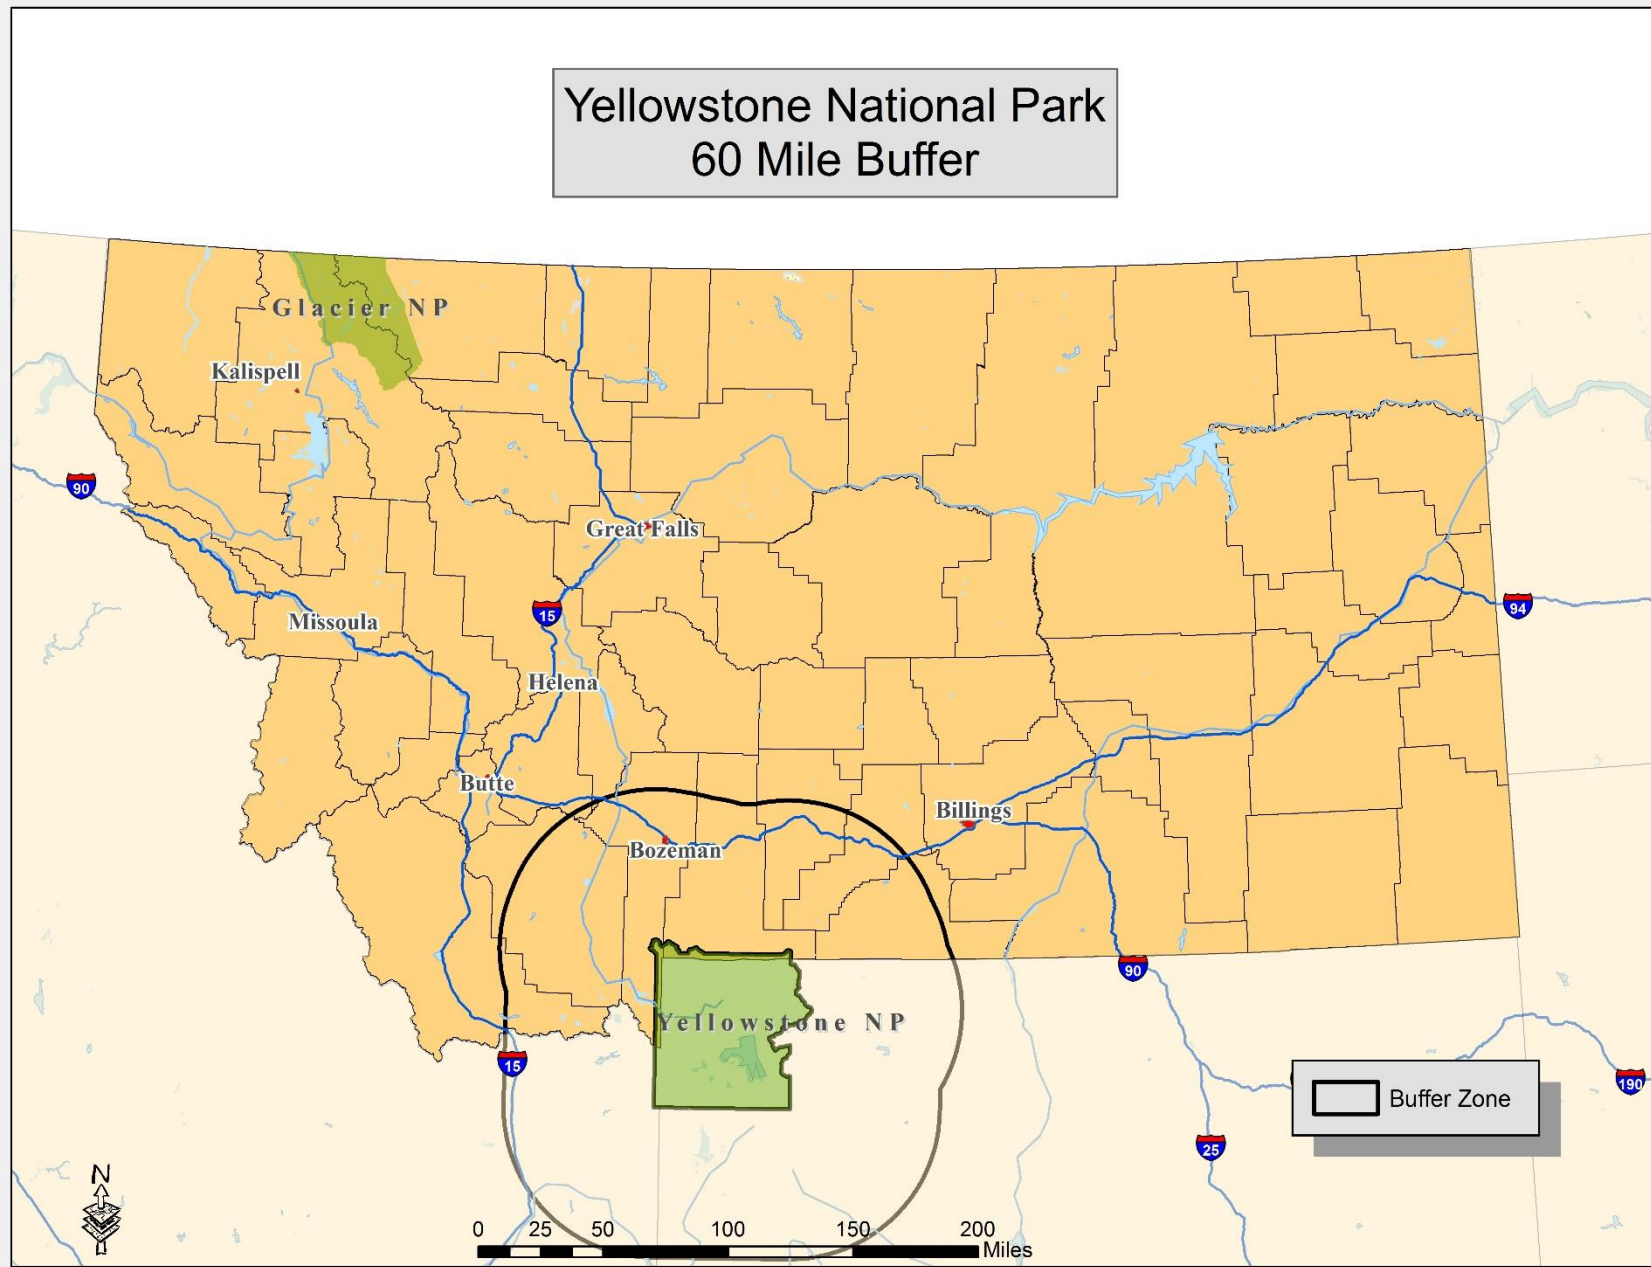 Yellowstone National Park
60 Mile Buffer
Glacier NP
Kalispell
90
Great Falls
15
94
Missoula
Helena
Butte
Billings
Bozeman
90
Yellowstone NP
15
190
Buffer Zone
25
N
0 25 50 100 150 200
Miles